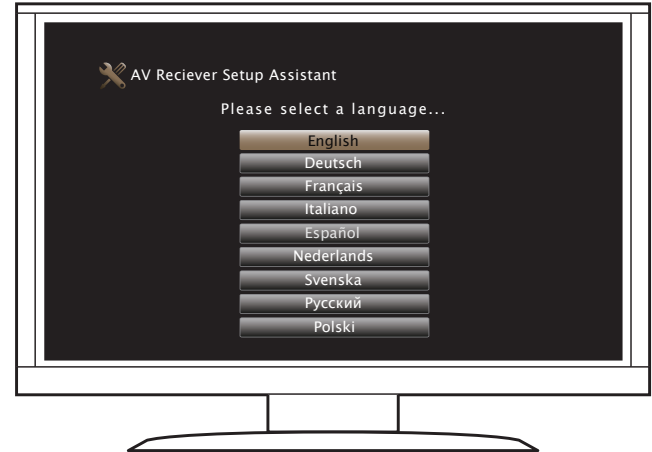 AV Reciever Setup Assistant
Please select a language...
English
Deutsch
Français
Italiano
Español
Nederlands
Svenska
Русский
Polski